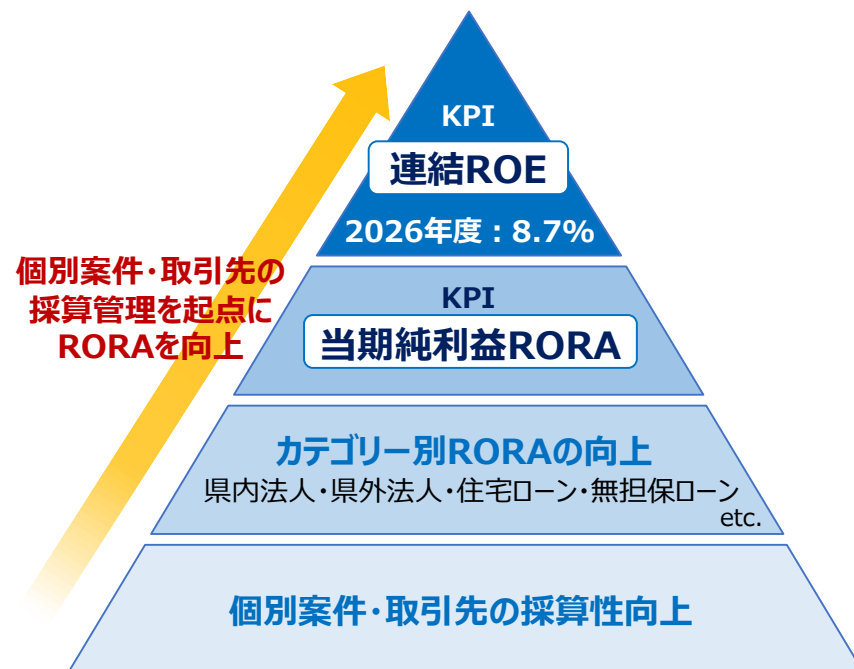 KPI
連結ROE
2026年度：8.7%
個別案件・取引先の
採算管理を起点に
RORAを向上
KPI
当期純利益RORA
カテゴリー別RORAの向上
県内法人・県外法人・住宅ローン・無担保ローン
etc.
個別案件・取引先の採算性向上